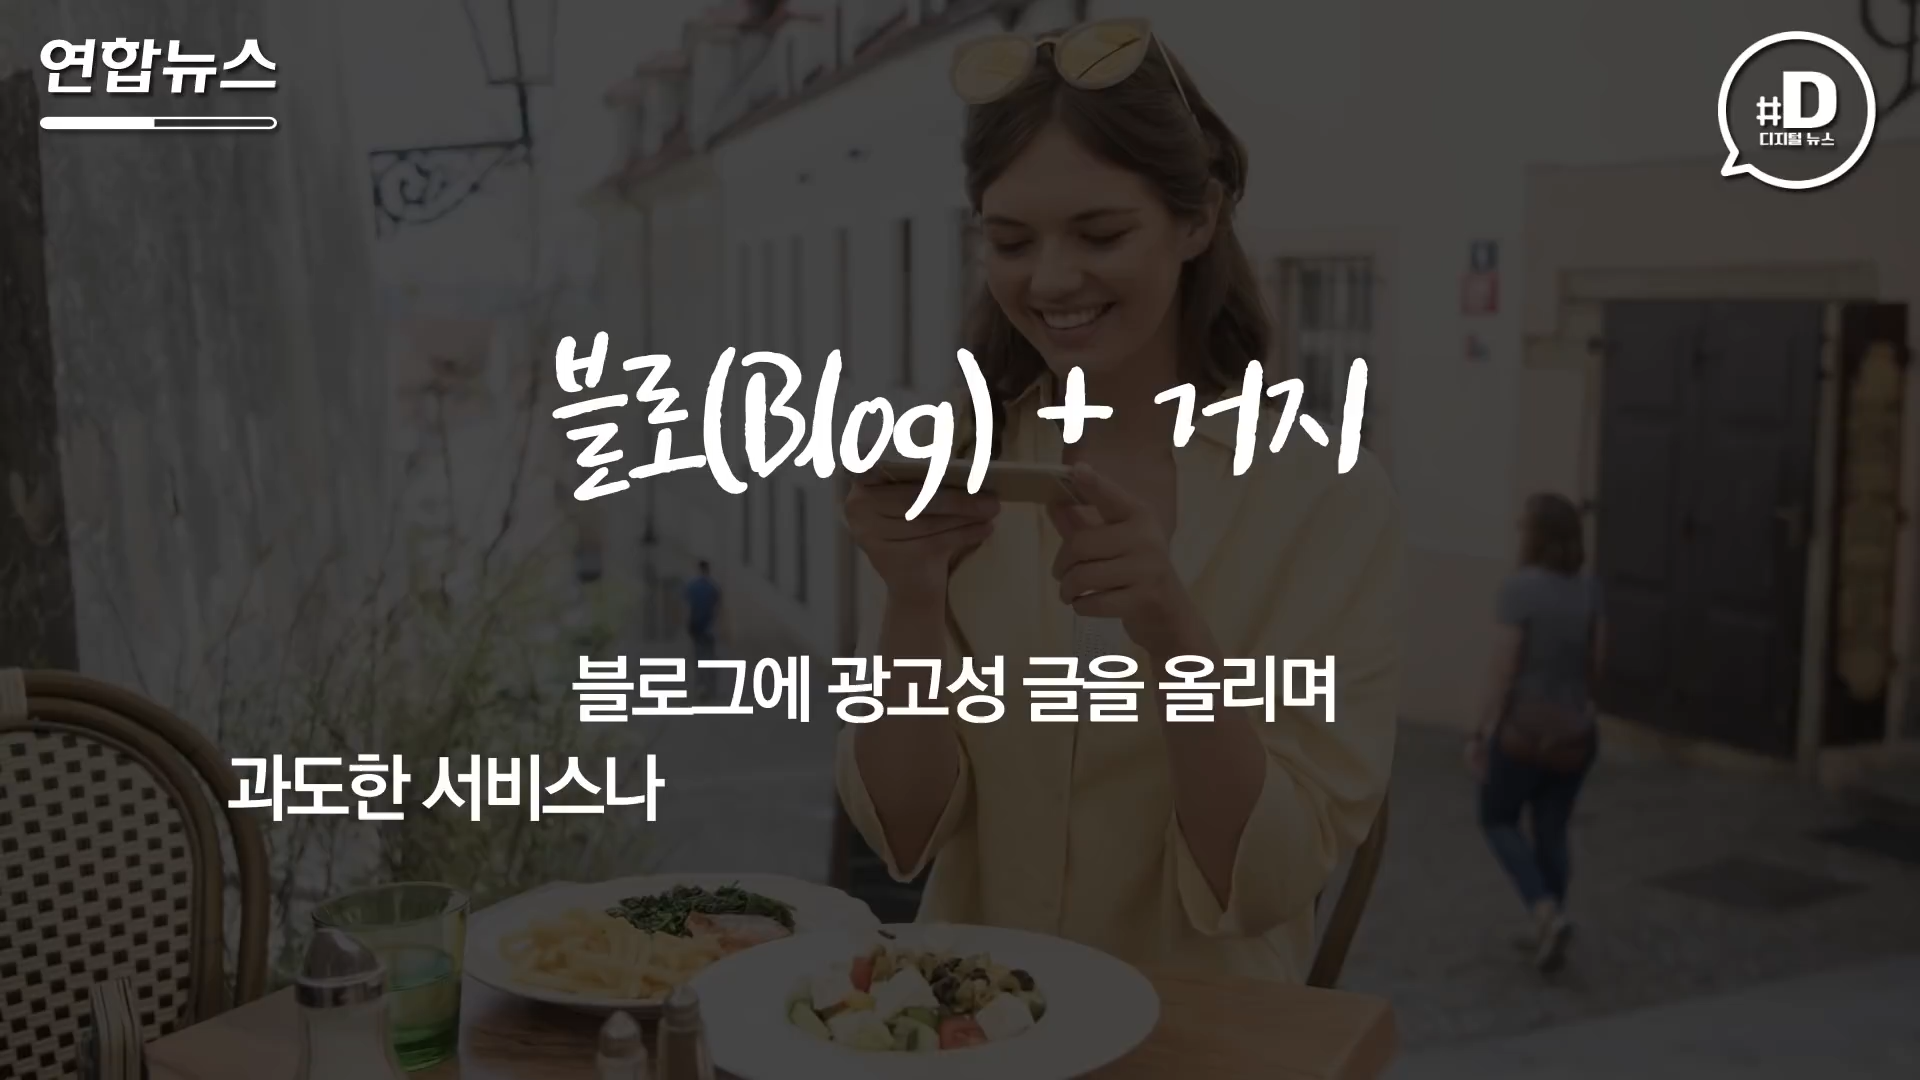 연합뉴스
#D
디지털 뉴스
블로(Blog) + 거지
블로그에 광고성 글을 올리며
과도한 서비스나